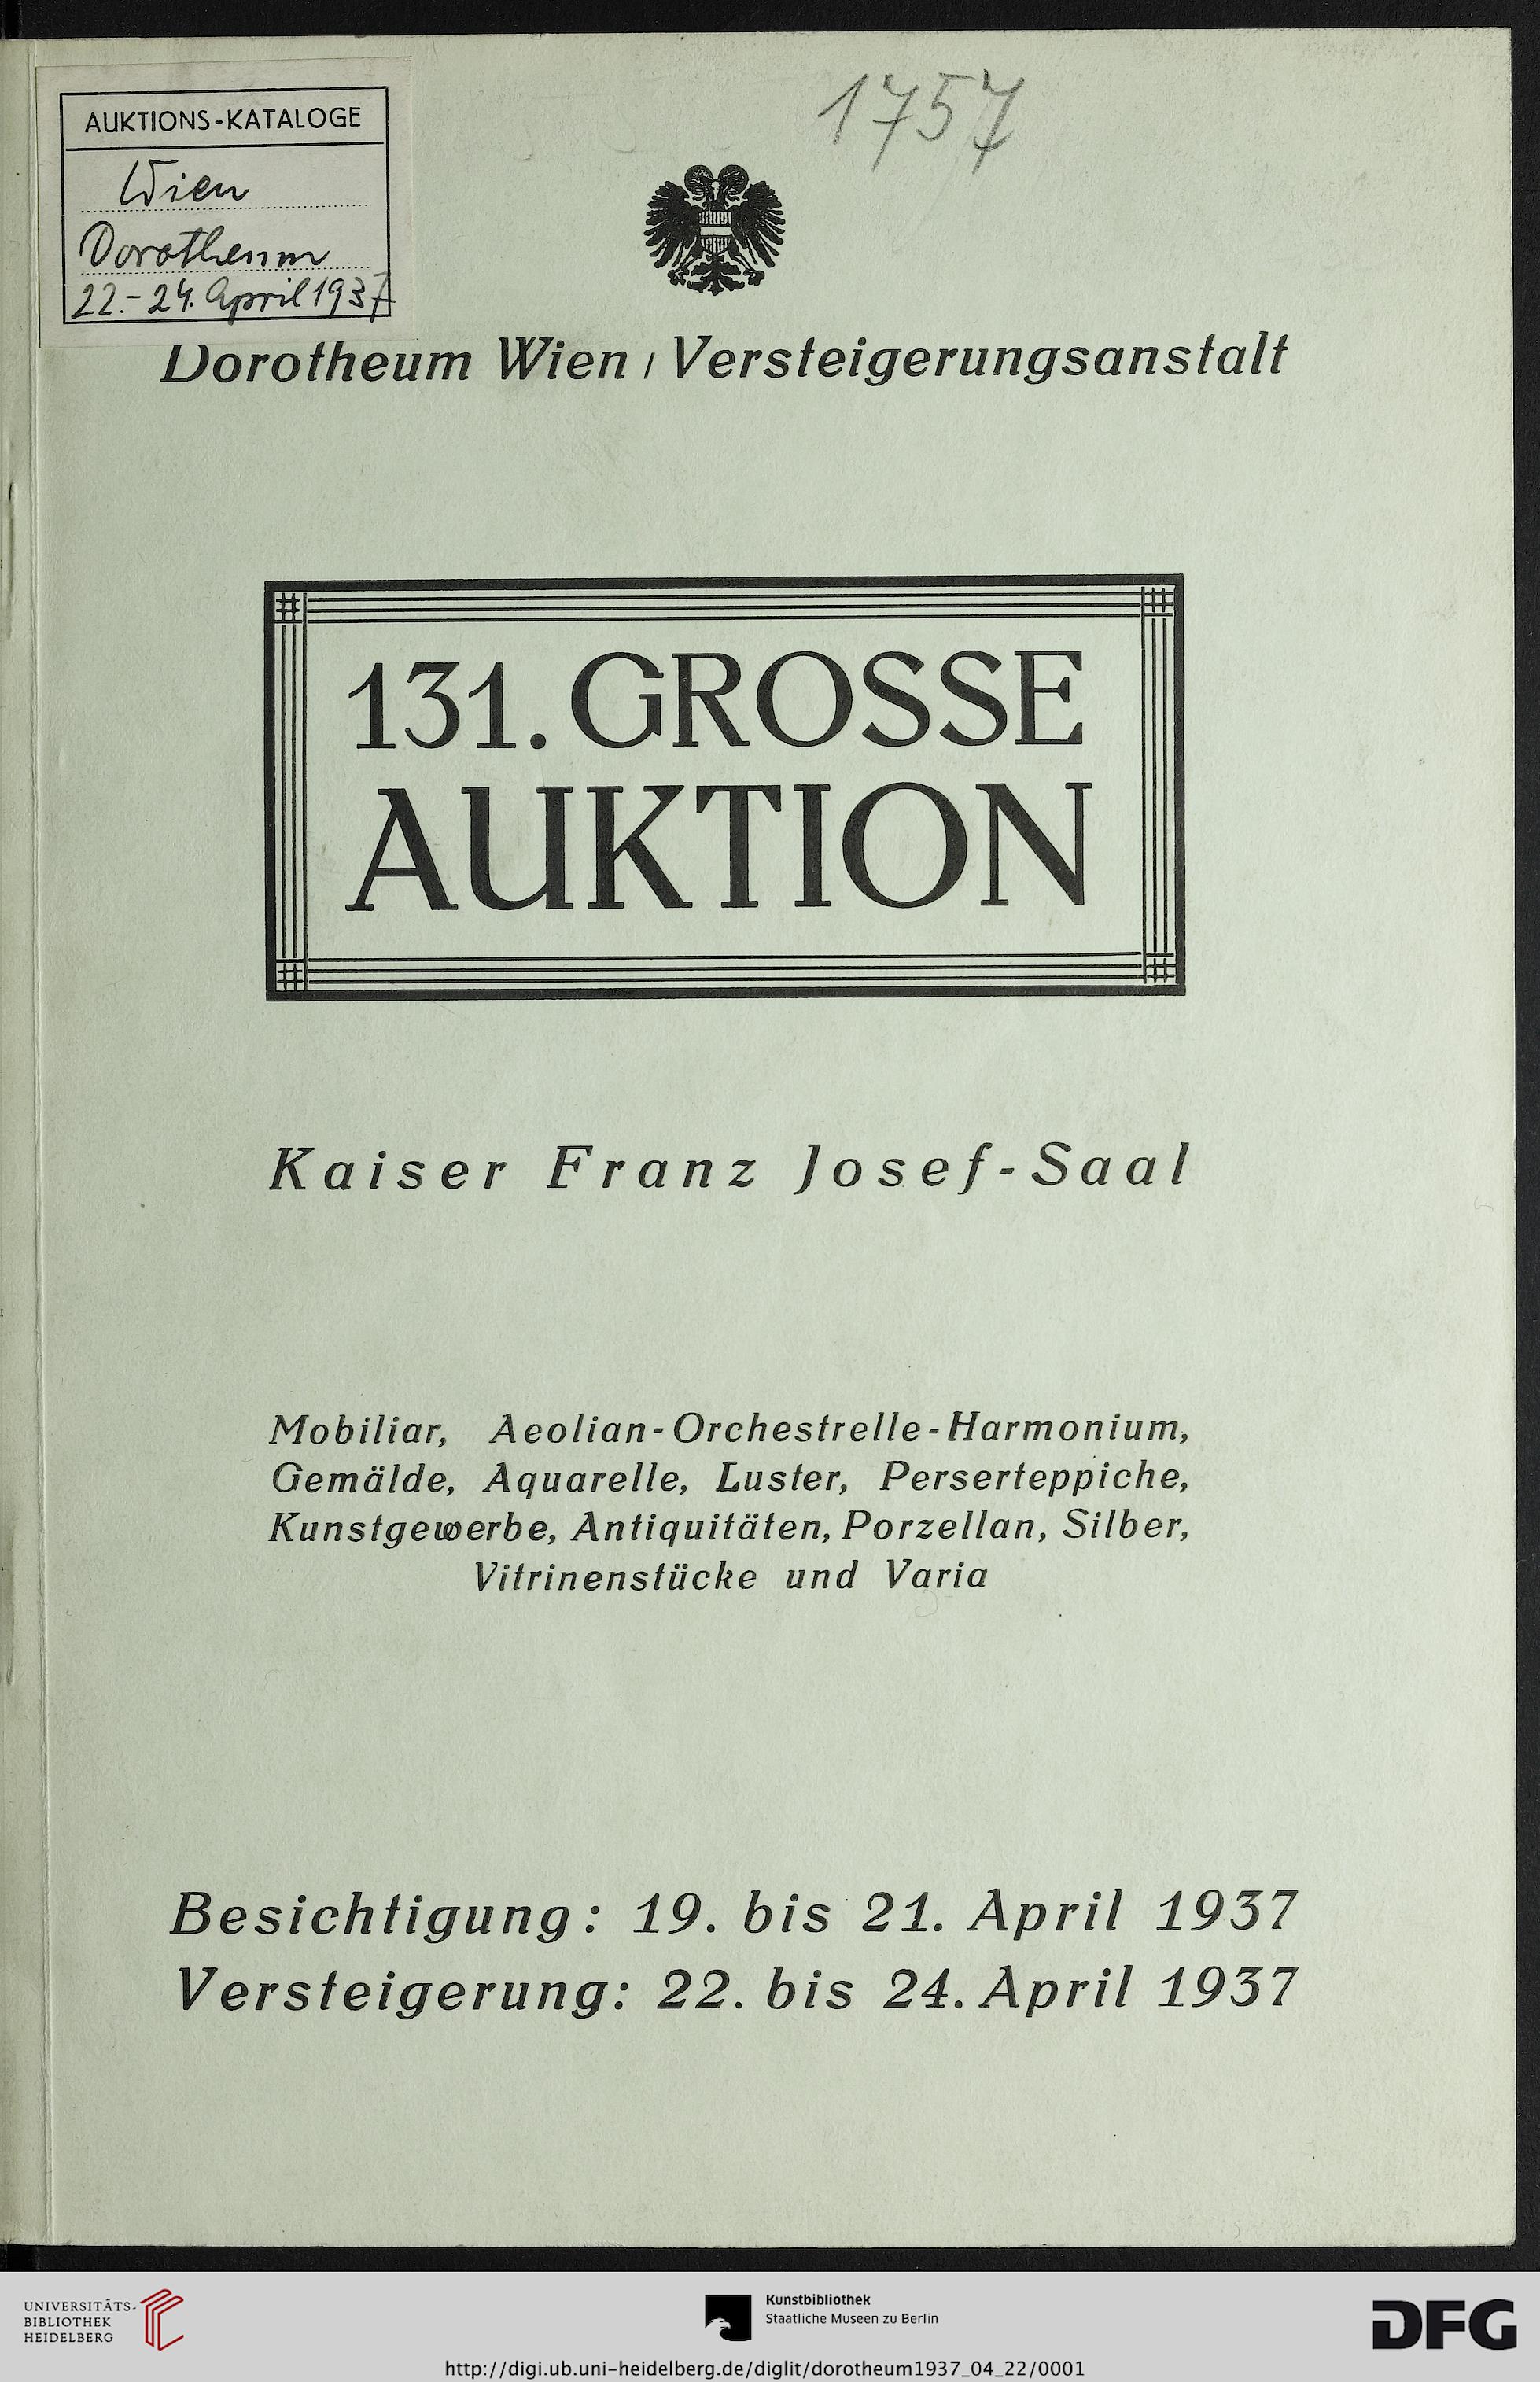 1757
AUKTIONS-KATALOGE
Wien
Dorotheum
22.-24. April 1937
Dorotheum Wien / Versteigerungsanstalt
131. GROSSE
AUKTION
Kaiser Franz Josef-Saal
Mobiliar, Aeolian-Orchestrelle-Harmonium,
Gemälde, Aquarelle, Luster, Perserteppiche,
Kunstgewerbe, Antiquitäten, Porzellan, Silber,
Vitrinenstücke und Varia
Besichtigung: 19. bis 21. April 1937
Versteigerung: 22. bis 24. April 1937
UNIVERSITÄTS-
BIBLIOTHEK
HEIDELBERG
Kunstbibliothek
Staatliche Museen zu Berlin
DFG
http://digi.ub.uni-heidelberg.de/diglit/dorotheum1937_04_22/0001